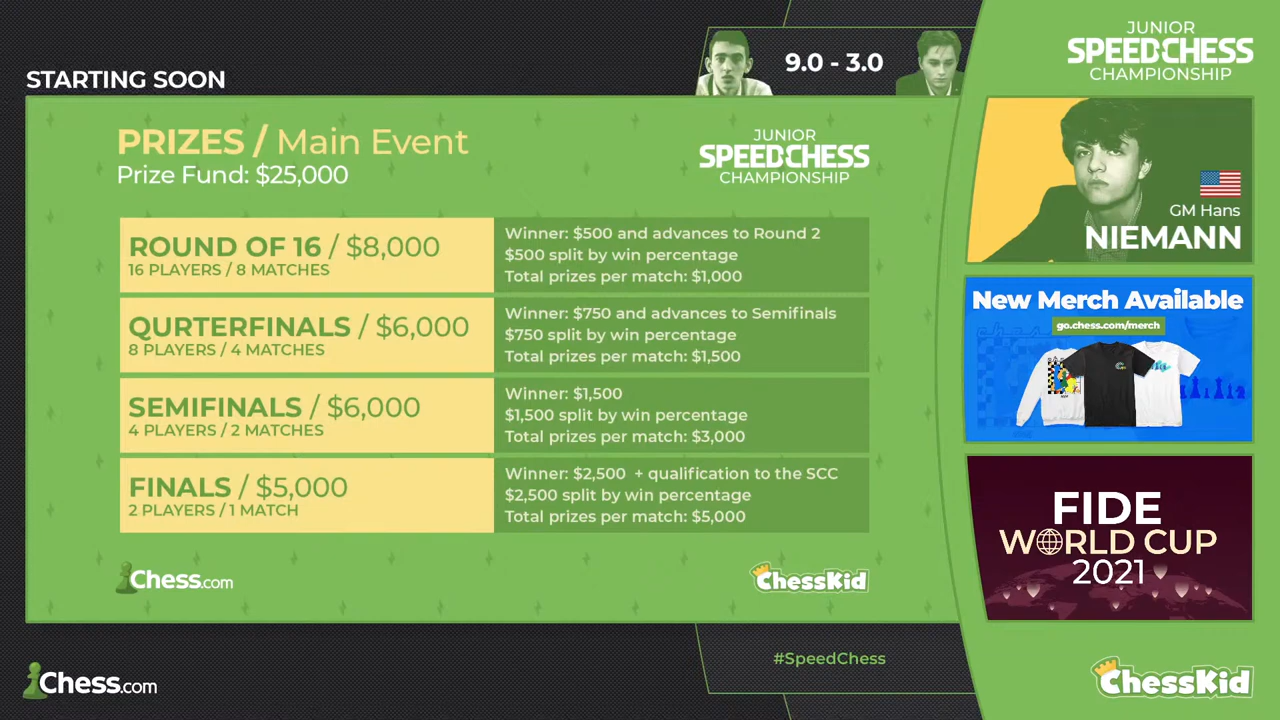 STARTING SOON
9.0 - 3.0
PRIZES / Main Event
Prize Fund: $25,000
JUNIOR
SPEEDCHESS
CHAMPIONSHIP
ROUND OF 16 / $8,000
16 PLAYERS / 8 MATCHES
Winner: $500 and advances to Round 2
$500 split by win percentage
Total prizes per match: $1,000
QURTERFINALS / $6,000
8 PLAYERS / 4 MATCHES
Winner: $750 and advances to Semifinals
$750 split by win percentage
Total prizes per match: $1,500
SEMIFINALS / $6,000
4 PLAYERS / 2 MATCHES
Winner: $1,500
$1,500 split by win percentage
Total prizes per match: $3,000
FINALS / $5,000
2 PLAYERS / 1 MATCH
Winner: $2,500 + qualification to the SCC
$2,500 split by win percentage
Total prizes per match: $5,000
Chess.com
ChessKid
#SpeedChess
Chess.com
JUNIOR
SPEEDCHESS
CHAMPIONSHIP
GM Hans
NIEMANN
New Merch Available
go.chess.com/merch
FIDE
WORLD CUP
2021
ChessKid